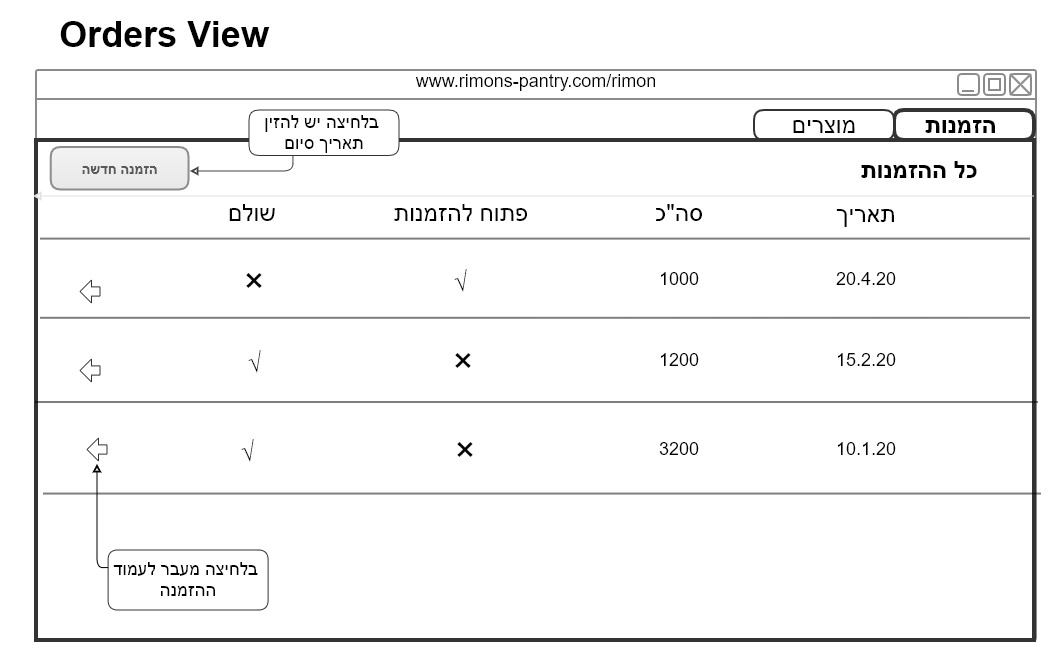 Orders View
www.rimons-pantry.com/rimon
הזמנות
מוצרים
בלחיצה יש להזין
תאריך סיום
כל ההזמנות
הזמנה חדשה
תאריך סה"כ פתוח להזמנות שולם
20.4.20 1000 √ ×
15.2.20 1200 × √
10.1.20 3200 × √
בלחיצה מעבר לעמוד
ההזמנה